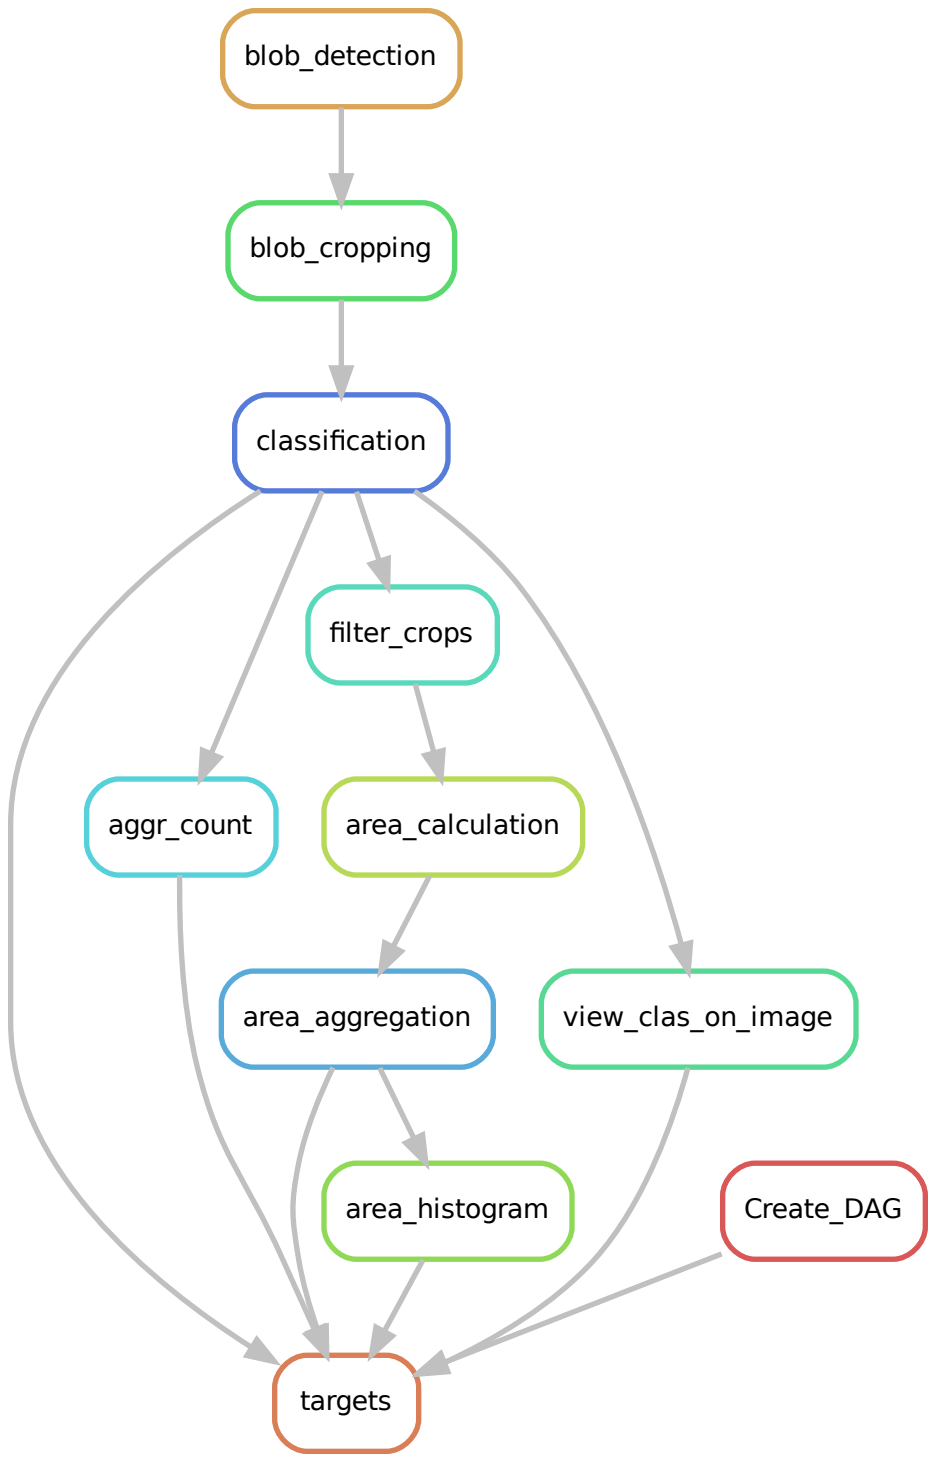 blob_detection
blob_cropping
classification
filter_crops
aggr_count
area_calculation
area_aggregation
view_clas_on_image
area_histogram
Create_DAG
targets